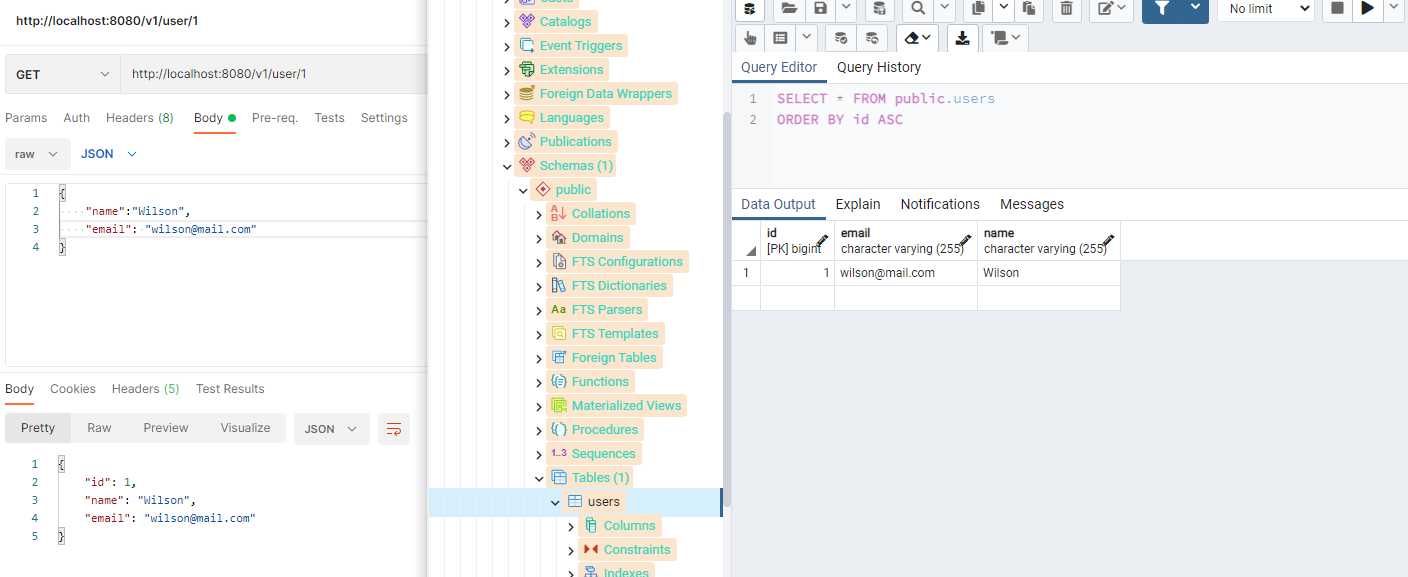 http://localhost:8080/v1/user/1
GET
http://localhost:8080/v1/user/1
Params Auth Headers (8) Body Pre-req. Tests Settings
raw JSON
1 {
2 "name":"Wilson",
3 "email": "wilson@mail.com"
4 }
Body Cookies Headers (5) Test Results
Pretty Raw Preview Visualize JSON
1 {
2 "id": 1,
3 "name": "Wilson",
4 "email": "wilson@mail.com"
5 }
Casts
Catalogs
Event Triggers
Extensions
Foreign Data Wrappers
Languages
Publications
Schemas (1)
public
Collations
Domains
FTS Configurations
FTS Dictionaries
Aa FTS Parsers
FTS Templates
Foreign Tables
Functions
Materialized Views
Procedures
1..3 Sequences
Tables (1)
users
Columns
Constraints
Indexes
No limit
Query Editor Query History
1 SELECT * FROM public.users
2 ORDER BY id ASC
Data Output Explain Notifications Messages
id email name
[PK] bigint character varying (255) character varying (255)
1 1 wilson@mail.com Wilson